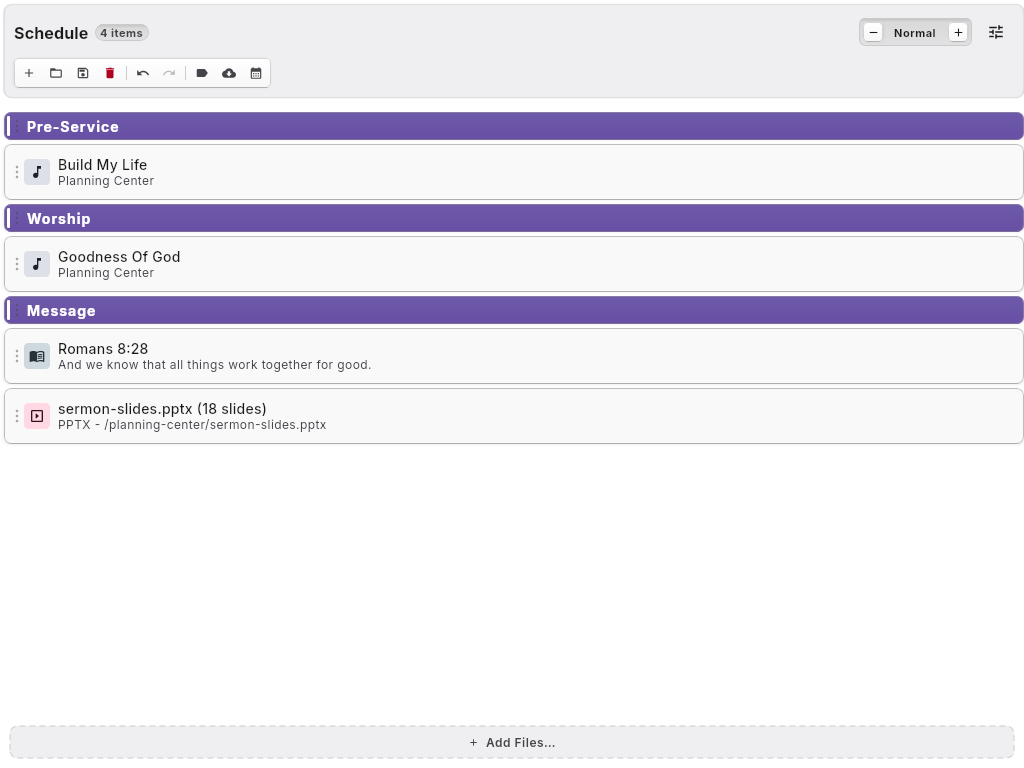 Schedule 4 items
Normal
Pre-Service
Build My Life
Planning Center
Worship
Goodness Of God
Planning Center
Message
Romans 8:28
And we know that all things work together for good.
sermon-slides.pptx (18 slides)
PPTX - /planning-center/sermon-slides.pptx
Add Files...